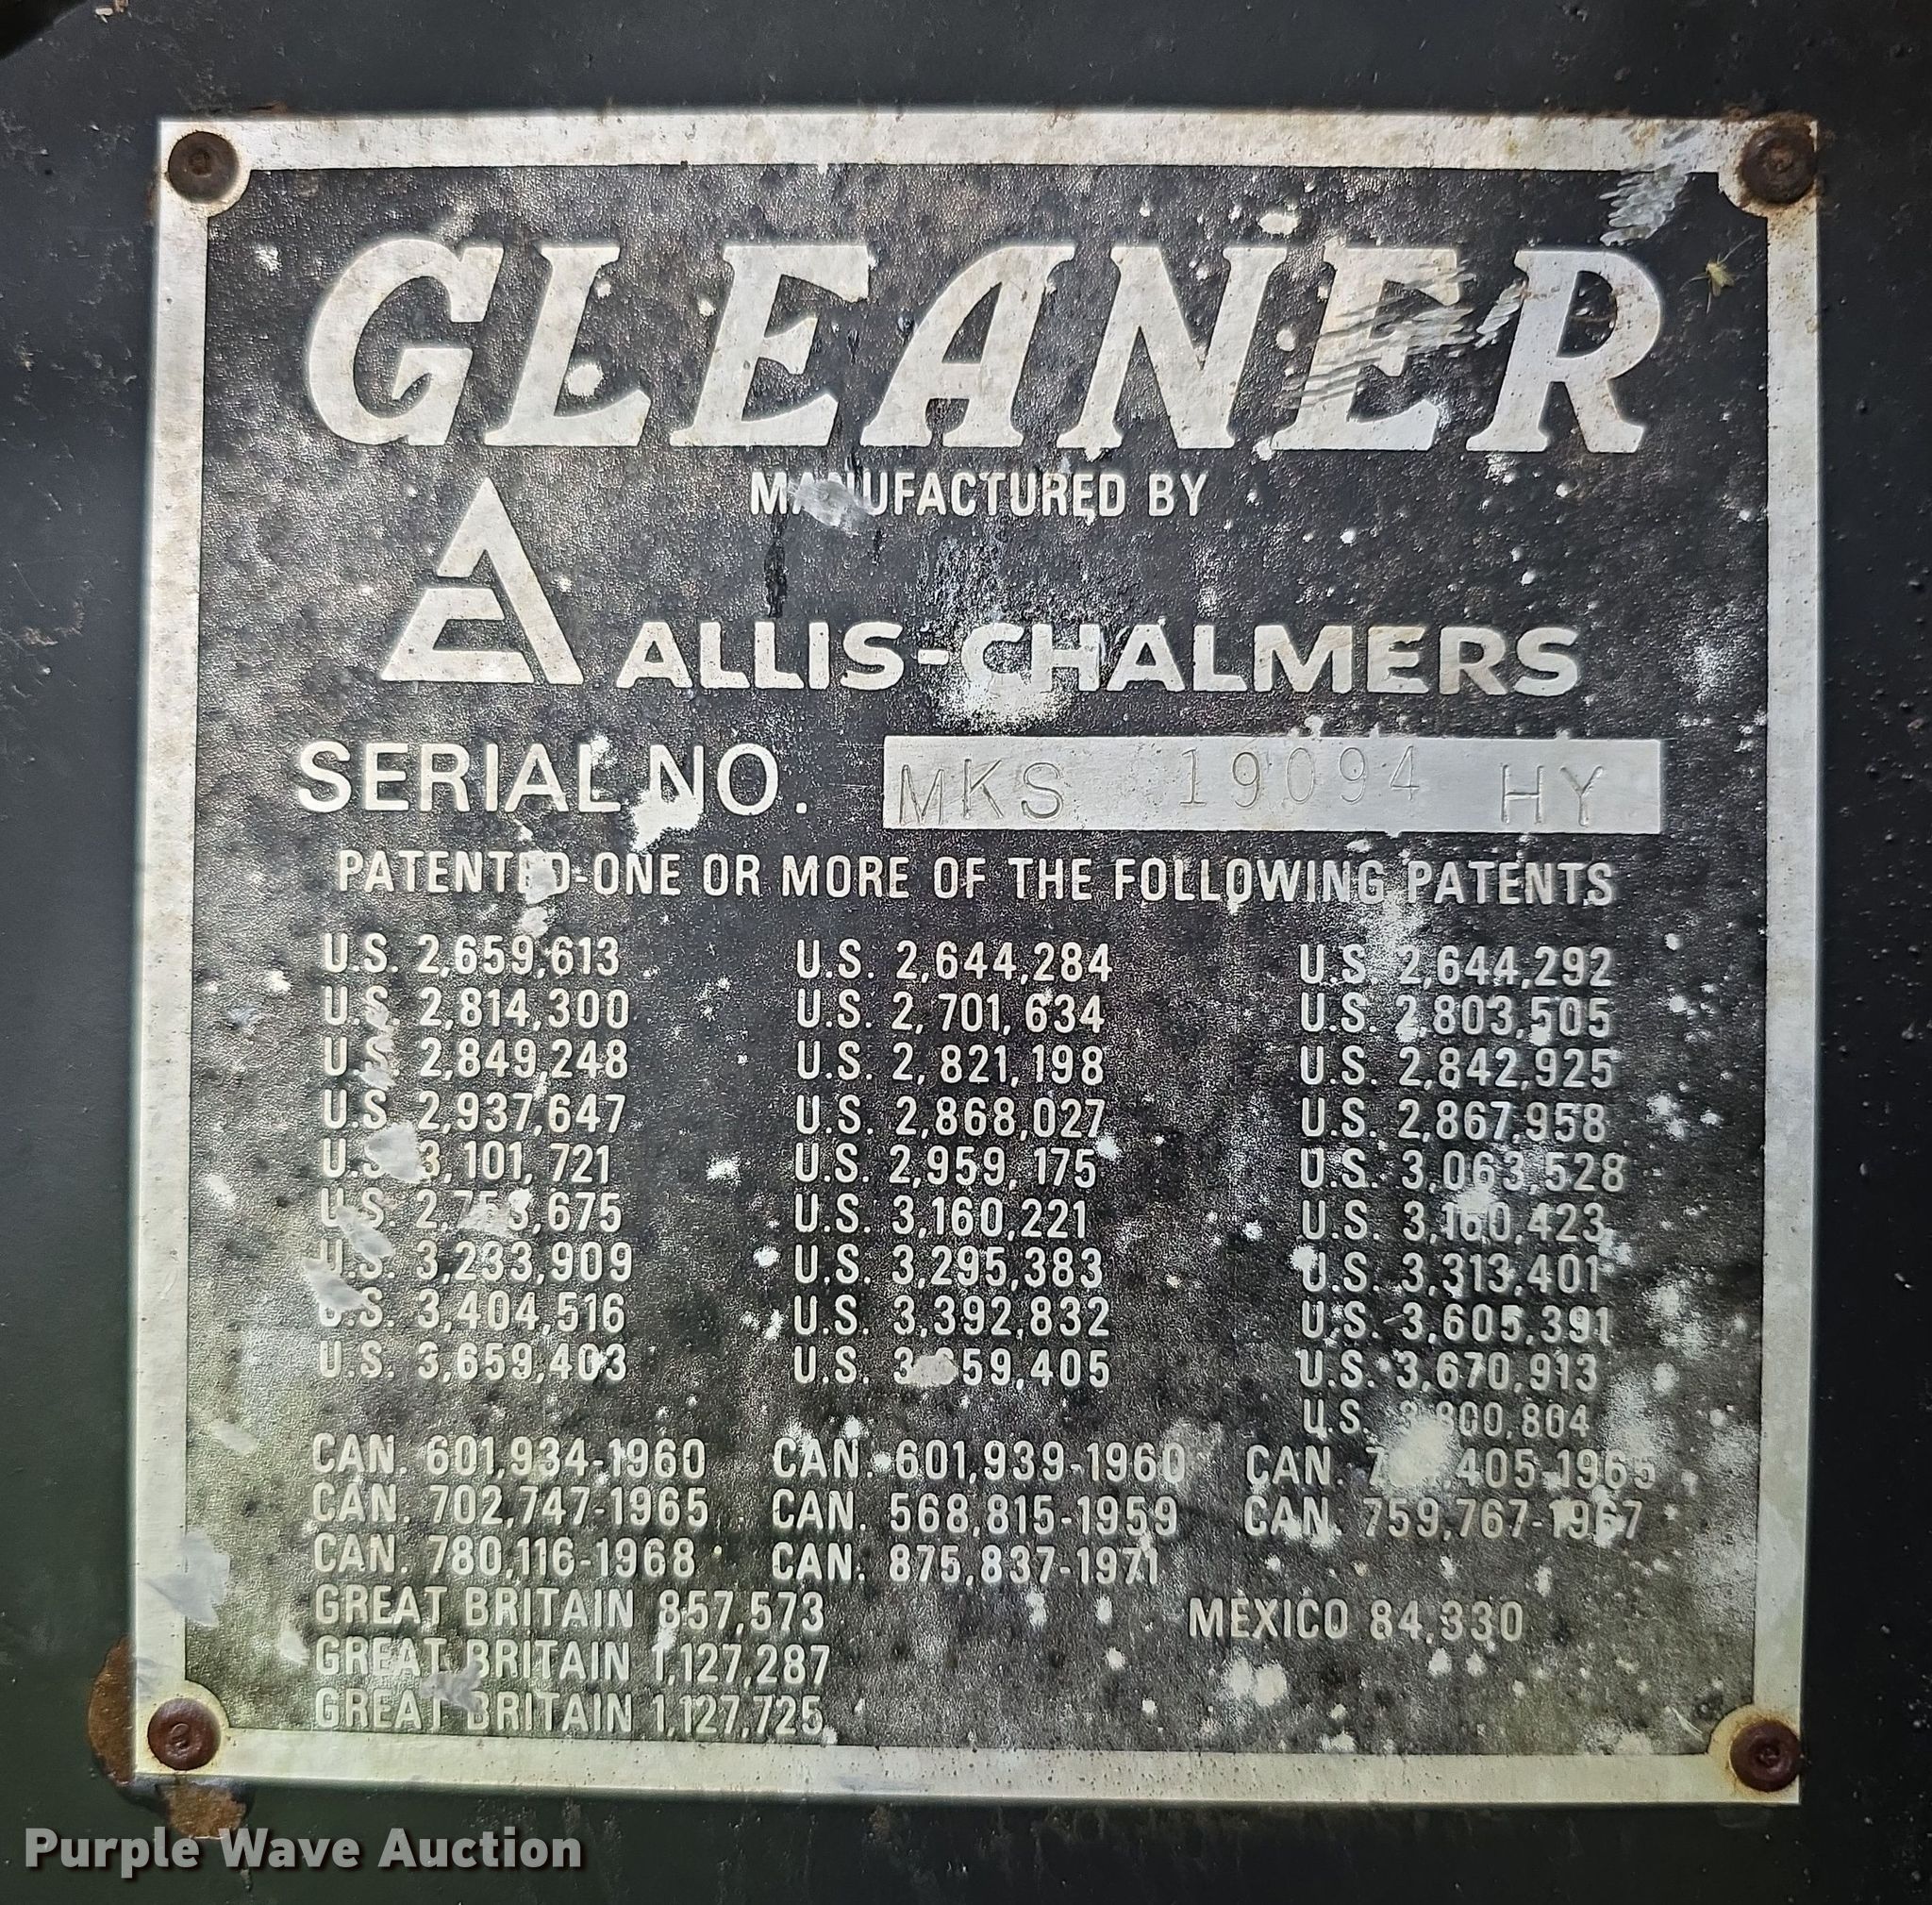 GLEANER
MANUFACTURED BY
ALLIS-CHALMERS
SERIAL NO. MKS 19094 HY
PATENTED-ONE OR MORE OF THE FOLLOWING PATENTS
U.S. 2,659,613 U.S. 2,644,284 U.S. 2,644,292
U.S. 2,814,300 U.S. 2,701,634 U.S. 2,803,505
U.S. 2,849,248 U.S. 2,821,198 U.S. 2,842,925
U.S. 2,937,647 U.S. 2,868,027 U.S. 2,867,958
U.S. 3,101,721 U.S. 2,959,175 U.S. 3,063,528
U.S. U.S. 3,160,221 U.S. 3,160,423
U.S. 3,233,909 U.S. 3,295,383 U.S. 3,313,401
U.S. 3,404,516 U.S. 3,392,832 U.S. 3,605,391
U.S. 3,659,403 U.S. U.S. 3,670,913
U.S.
CAN. 601,934-1960 CAN. 601,939-1960 CAN.
CAN. 702,747-1965 CAN. 568,815-1959 CAN. 759,767-1967
CAN. 780,116-1968 CAN. 875,837-1971
GREAT BRITAIN 857,573 MEXICO 84,330
GREAT BRITAIN 1,127,287
GREAT BRITAIN 1,127,725
Purple Wave Auction